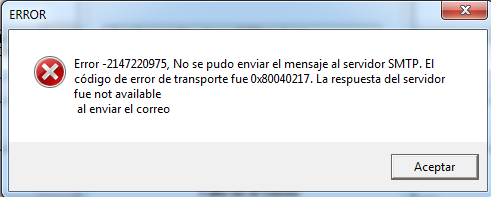 ERROR
Error -2147220975, No se pudo enviar el mensaje al servidor SMTP. El
código de error de transporte fue 0x80040217. La respuesta del servidor
fue not available
al enviar el correo
Aceptar